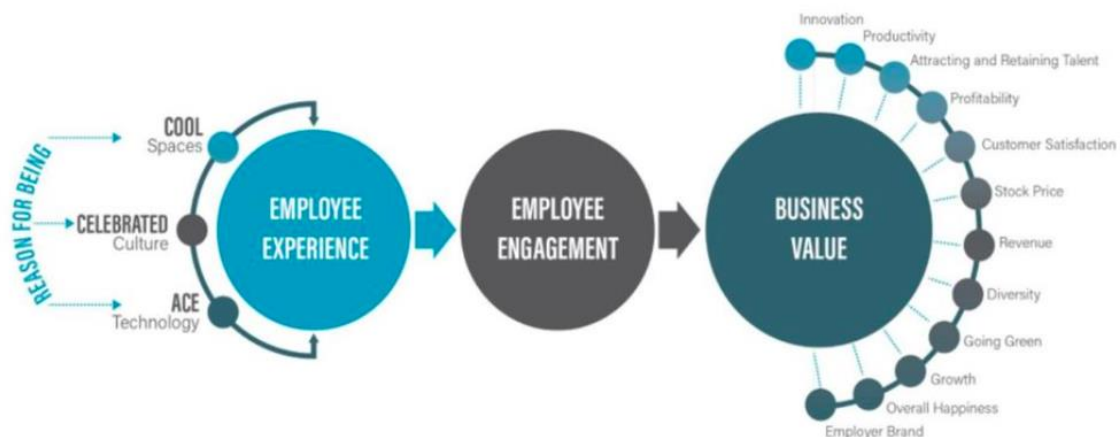 REASON FOR BEING
COOL
Spaces
CELEBRATED
Culture
ACE
Technology
EMPLOYEE
EXPERIENCE
EMPLOYEE
ENGAGEMENT
BUSINESS
VALUE
Innovation
Productivity
Attracting and Retaining Talent
Profitability
Customer Satisfaction
Stock Price
Revenue
Diversity
Going Green
Growth
Overall Happiness
Employer Brand